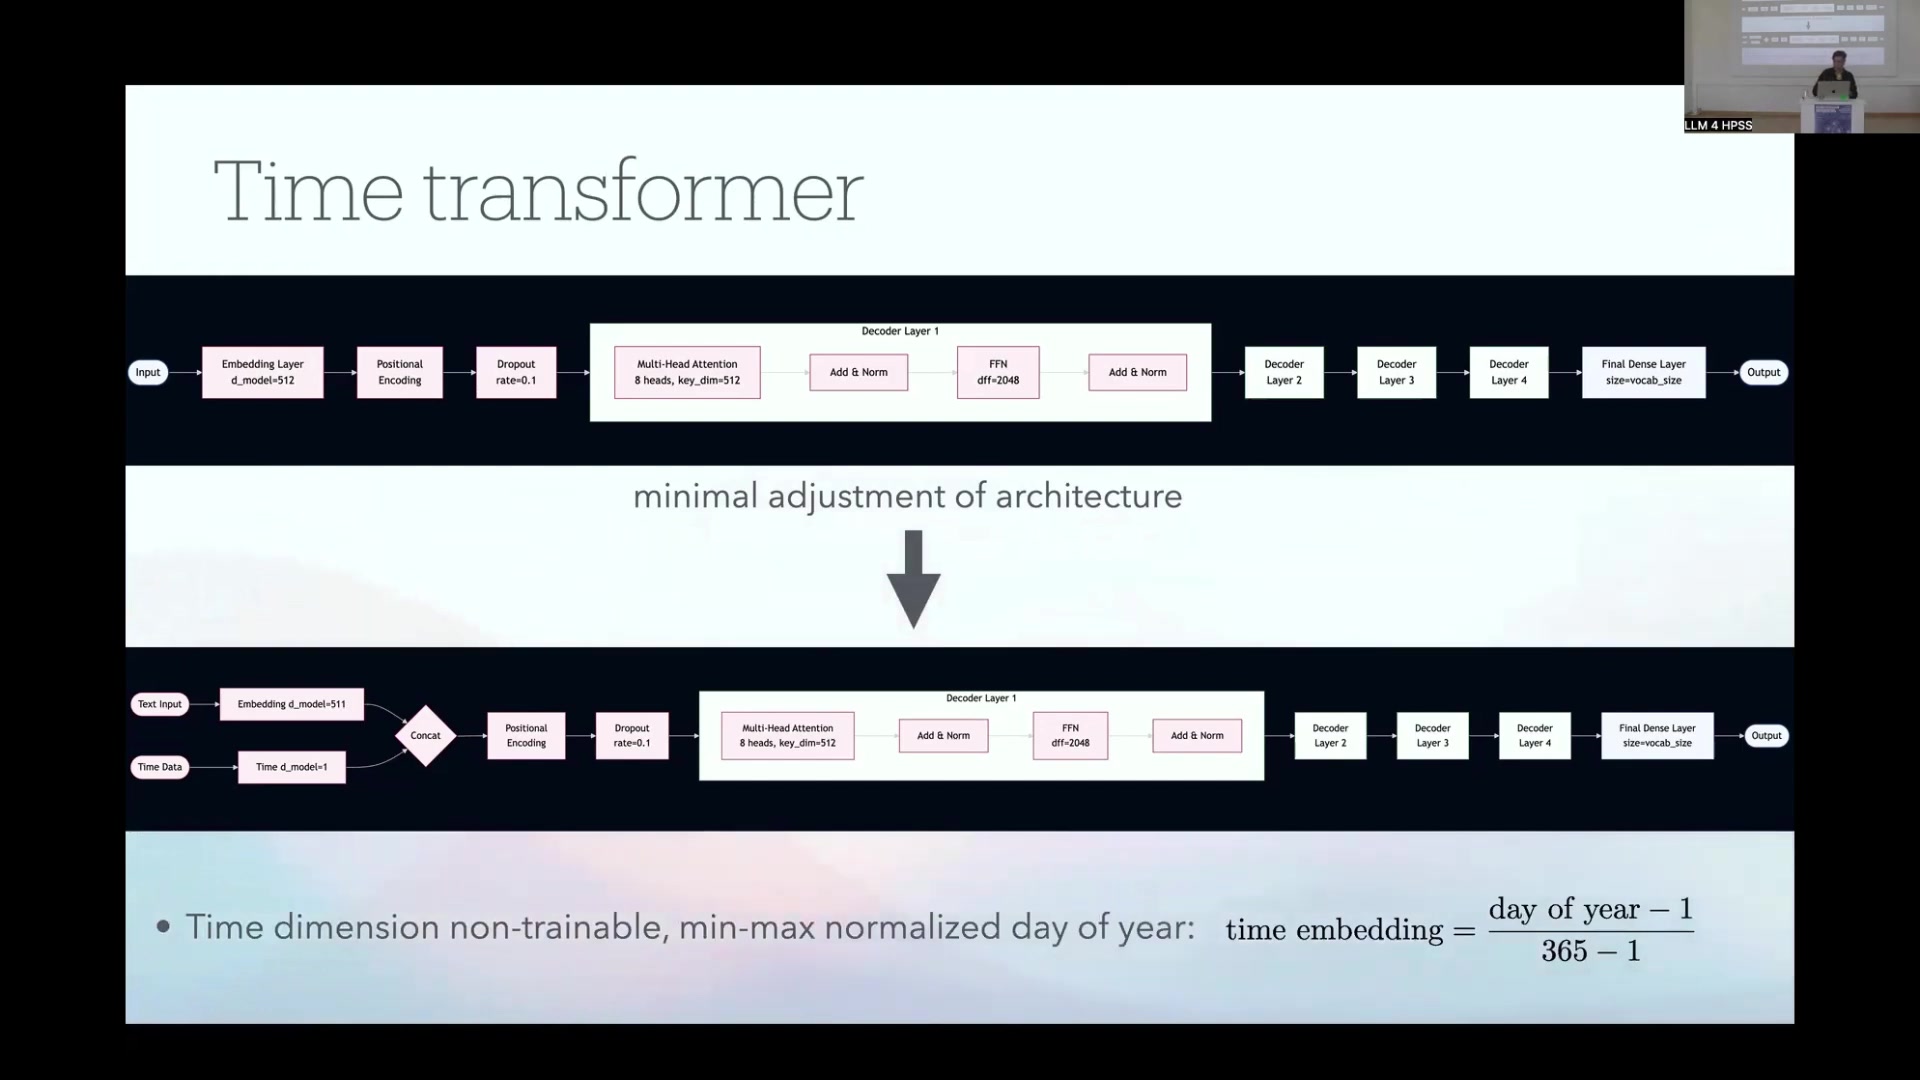 LLM 4 HPSS
Time transformer
Decoder Layer 1
Input
Embedding Layer
d_model=512
Positional
Encoding
Dropout
rate=0.1
Multi-Head Attention
8 heads, key_dim=512
Add & Norm
FFN
dff=2048
Add & Norm
Decoder
Layer 2
Decoder
Layer 3
Decoder
Layer 4
Final Dense Layer
size=vocab_size
Output
minimal adjustment of architecture
Text Input
Embedding d_model=511
Time Data
Time d_model=1
Concat
Positional
Encoding
Dropout
rate=0.1
Decoder Layer 1
Multi-Head Attention
8 heads, key_dim=512
Add & Norm
FFN
dff=2048
Add & Norm
Decoder
Layer 2
Decoder
Layer 3
Decoder
Layer 4
Final Dense Layer
size=vocab_size
Output
• Time dimension non-trainable, min-max normalized day of year: time embedding = (day of year − 1) / (365 − 1)